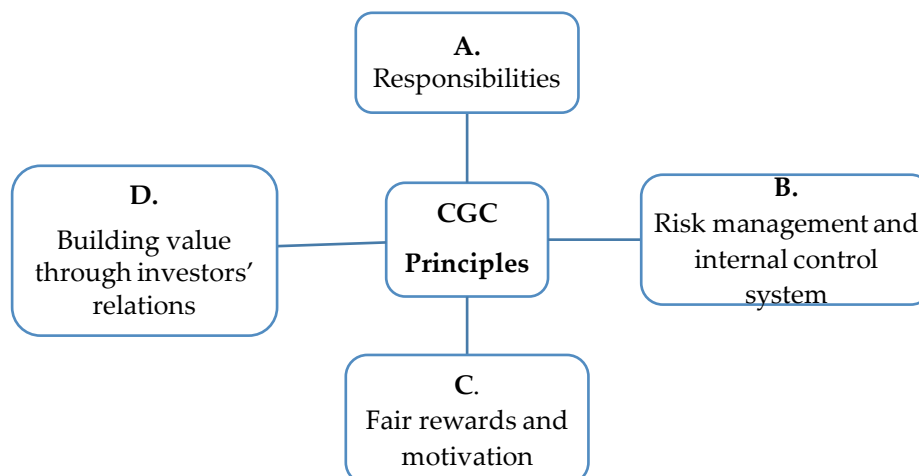 A.
Responsibilities
D.
Building value
through investors’
relations
CGC
Principles
B.
Risk management and
internal control
system
C.
Fair rewards and
motivation